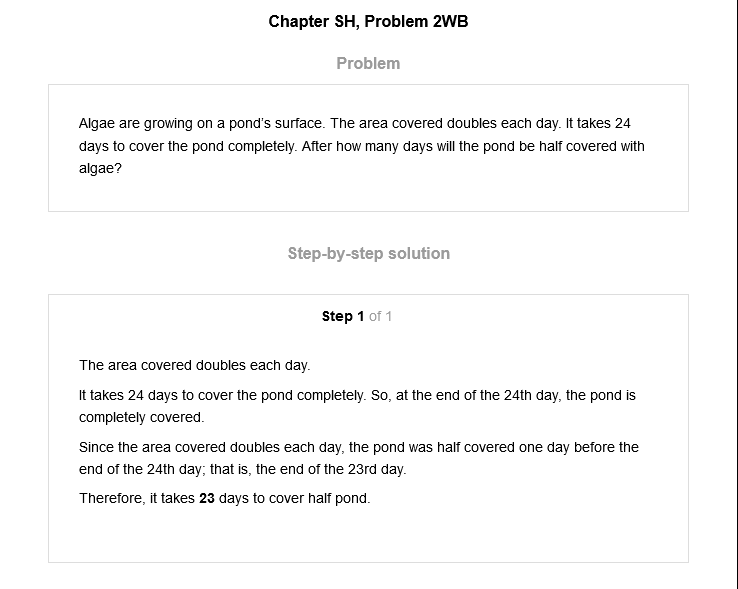 Chapter SH, Problem 2WB
Problem
Algae are growing on a pond's surface. The area covered doubles each day. It takes 24
days to cover the pond completely. After how many days will the pond be half covered with
algae?
Step-by-step solution
Step 1 of 1
The area covered doubles each day.
It takes 24 days to cover the pond completely. So, at the end of the 24th day, the pond is
completely covered.
Since the area covered doubles each day, the pond was half covered one day before the
end of the 24th day; that is, the end of the 23rd day.
Therefore, it takes 23 days to cover half pond.